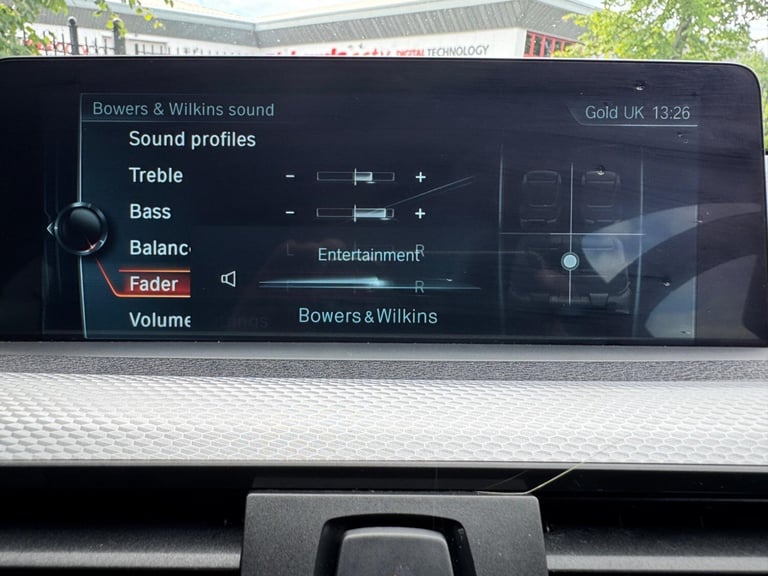 DIGITAL TECHNOLOGY
Bowers & Wilkins sound
Gold UK 13:26
Sound profiles
Treble - +
Bass - +
Balanc L R
Entertainment
Fader R
Volume
Bowers & Wilkins